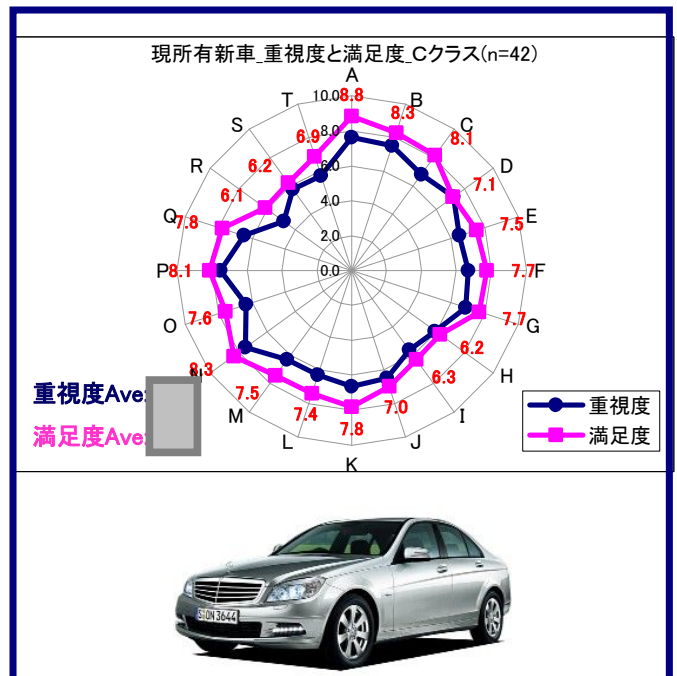 現所有新車_重視度と満足度_Cクラス(n=42)
A
B
C
D
E
F
G
H
I
J
K
L
M
N
O
P
Q
R
S
T
10.0
8.0
6.0
4.0
2.0
0.0
8.8
8.3
8.1
7.1
7.5
7.7
7.7
6.2
6.3
7.0
7.8
7.4
7.5
8.3
7.6
8.1
7.8
6.1
6.2
6.9
重視度Ave:
満足度Ave:
重視度
満足度
S:ON 3644